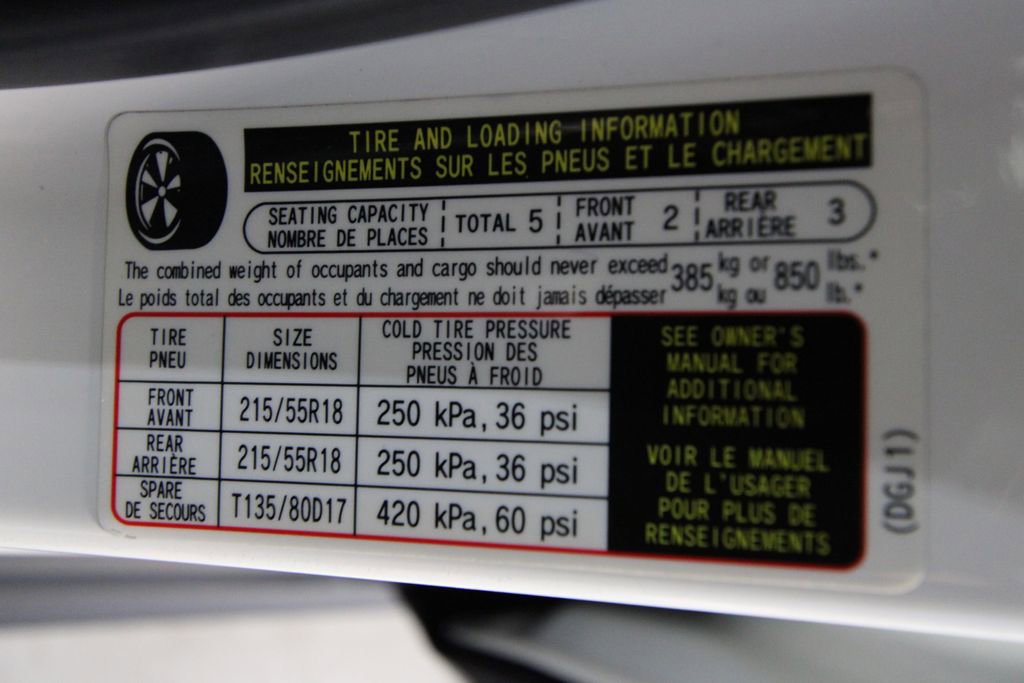 TIRE AND LOADING INFORMATION
RENSEIGNEMENTS SUR LES PNEUS ET LE CHARGEMENT
SEATING CAPACITY
NOMBRE DE PLACES
TOTAL 5
FRONT
AVANT
2
REAR
ARRIÈRE
3
The combined weight of occupants and cargo should never exceed 385 kg or 850 lbs.*
Le poids total des occupants et du chargement ne doit jamais dépasser 385 kg ou 850 lb.*
TIRE
PNEU
SIZE
DIMENSIONS
COLD TIRE PRESSURE
PRESSION DES
PNEUS À FROID
FRONT
AVANT
215/55R18
250 kPa, 36 psi
REAR
ARRIÈRE
215/55R18
250 kPa, 36 psi
SPARE
DE SECOURS
T135/80D17
420 kPa, 60 psi
SEE OWNER'S
MANUAL FOR
ADDITIONAL
INFORMATION
VOIR LE MANUEL
DE L'USAGER
POUR PLUS DE
RENSEIGNEMENTS
(DGJ1)